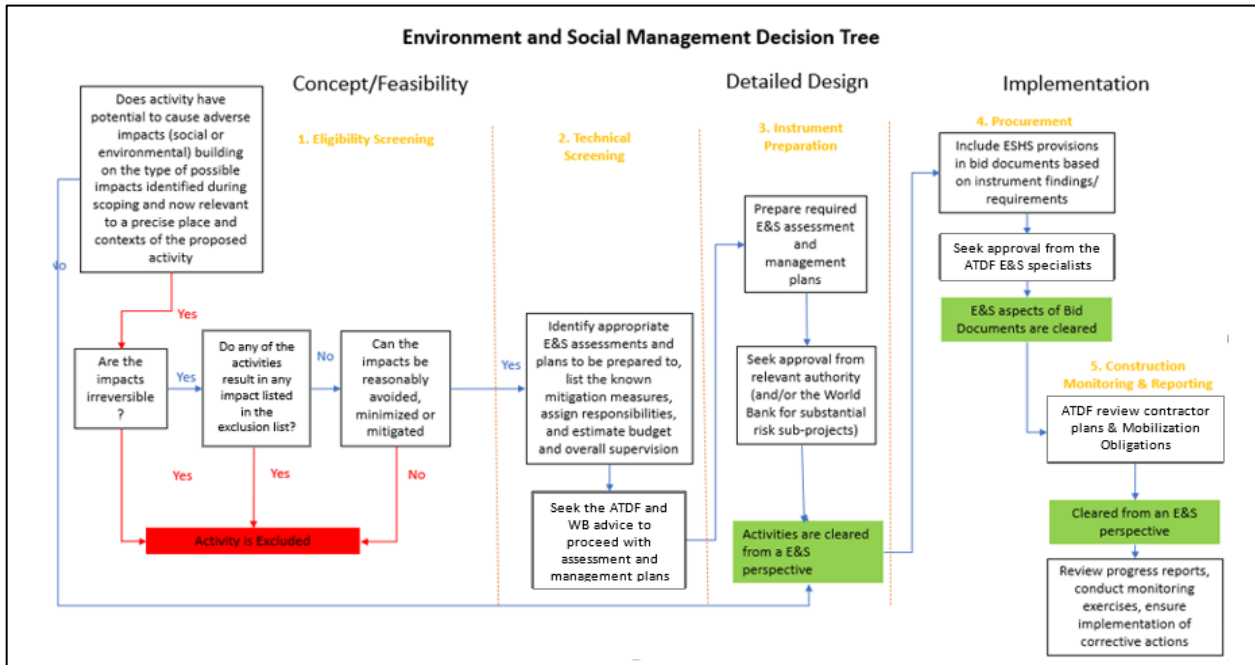 Environment and Social Management Decision Tree
Concept/Feasibility
Detailed Design
Implementation
1. Eligibility Screening
2. Technical
Screening
3. Instrument
Preparation
4. Procurement
Does activity have
potential to cause adverse
impacts (social or
environmental) building
on the type of possible
impacts identified during
scoping and now relevant
to a precise place and
contexts of the proposed
activity
No
Yes
Are the
impacts
irreversible
?
Yes
Do any of the
activities
result in any
impact listed
in the
exclusion list?
No
Can the
impacts be
reasonably
avoided,
minimized or
mitigated
Yes
Yes
Yes
No
Activity is Excluded
Identify appropriate
E&S assessments and
plans to be prepared to,
list the known
mitigation measures,
assign responsibilities,
and estimate budget
and overall supervision
Seek the ATDF and
WB advice to
proceed with
assessment and
management plans
Prepare required
E&S assessment
and
management
plans
Seek approval from
relevant authority
(and/or the World
Bank for substantial
risk sub-projects)
Activities are cleared
from a E&S
perspective
Include ESHS provisions
in bid documents based
on instrument findings/
requirements
Seek approval from the
ATDF E&S specialists
E&S aspects of Bid
Documents are cleared
5. Construction
Monitoring & Reporting
ATDF review contractor
plans & Mobilization
Obligations
Cleared from an E&S
perspective
Review progress reports,
conduct monitoring
exercises, ensure
implementation of
corrective actions